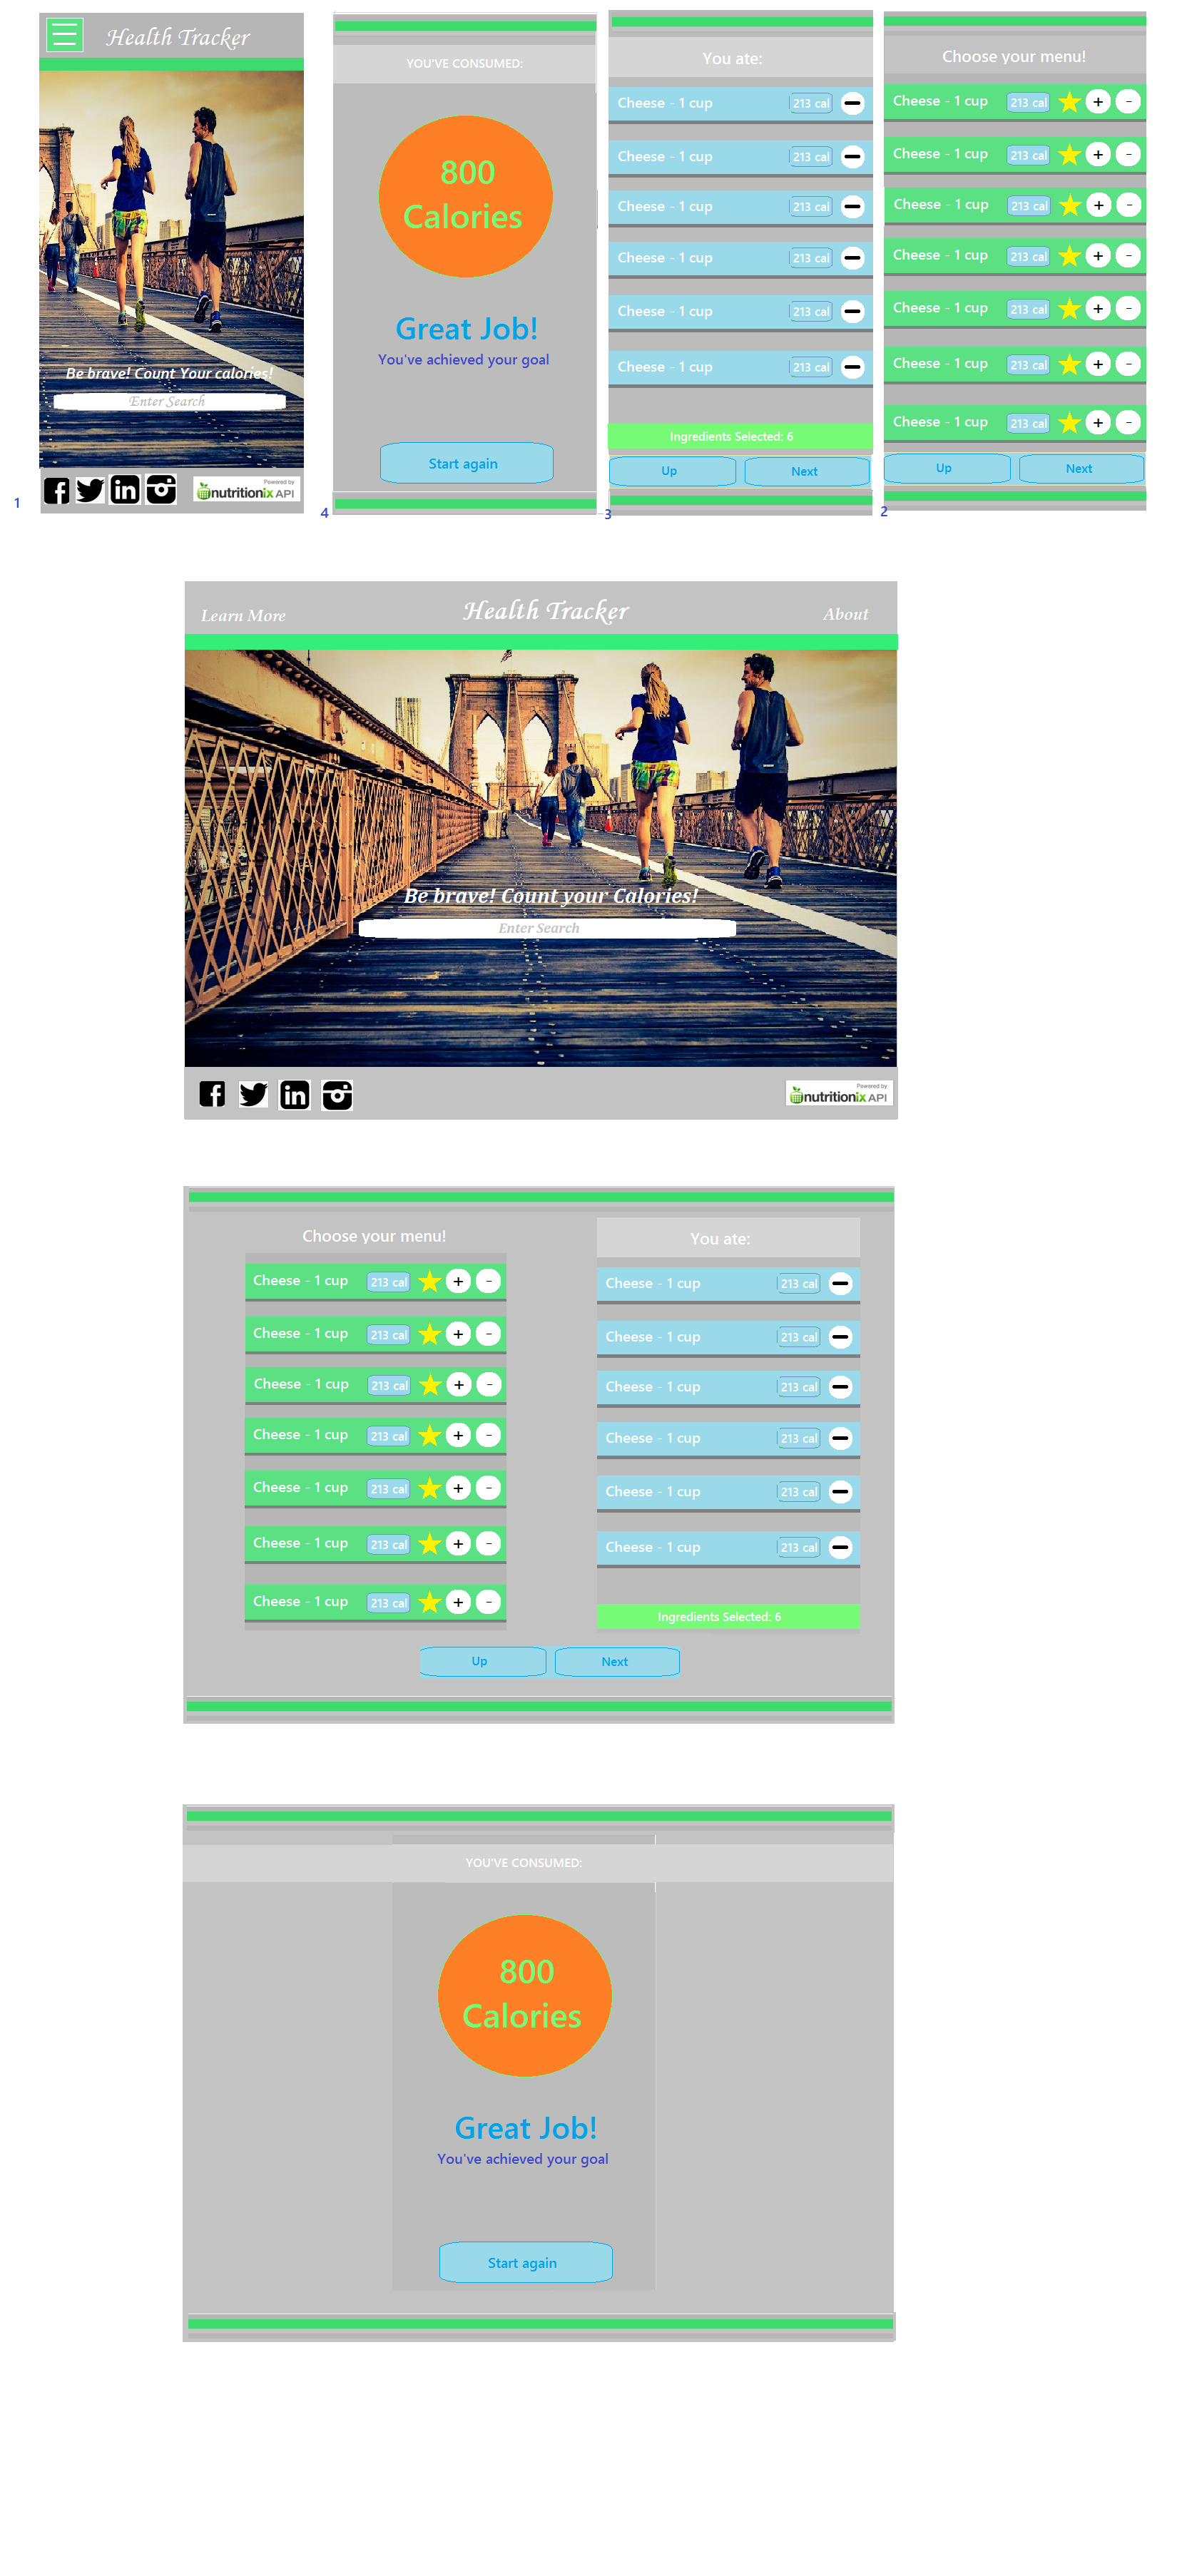 Health Tracker
Be brave! Count Your calories!
Enter Search
Powered by
nutritionix API
1
YOU'VE CONSUMED:
800
Calories
Great Job!
You've achieved your goal
Start again
4
You ate:
Cheese - 1 cup 213 cal
Cheese - 1 cup 213 cal
Cheese - 1 cup 213 cal
Cheese - 1 cup 213 cal
Cheese - 1 cup 213 cal
Cheese - 1 cup 213 cal
Ingredients Selected: 6
Up Next
3
Choose your menu!
Cheese - 1 cup 213 cal + -
Cheese - 1 cup 213 cal + -
Cheese - 1 cup 213 cal + -
Cheese - 1 cup 213 cal + -
Cheese - 1 cup 213 cal + -
Cheese - 1 cup 213 cal + -
Cheese - 1 cup 213 cal + -
Up Next
2
Learn More Health Tracker About
Be brave! Count your Calories!
Enter Search
Powered by
nutritionix API
Choose your menu!
Cheese - 1 cup 213 cal + -
Cheese - 1 cup 213 cal + -
Cheese - 1 cup 213 cal + -
Cheese - 1 cup 213 cal + -
Cheese - 1 cup 213 cal + -
Cheese - 1 cup 213 cal + -
Cheese - 1 cup 213 cal + -
You ate:
Cheese - 1 cup 213 cal
Cheese - 1 cup 213 cal
Cheese - 1 cup 213 cal
Cheese - 1 cup 213 cal
Cheese - 1 cup 213 cal
Cheese - 1 cup 213 cal
Ingredients Selected: 6
Up Next
YOU'VE CONSUMED:
800
Calories
Great Job!
You've achieved your goal
Start again